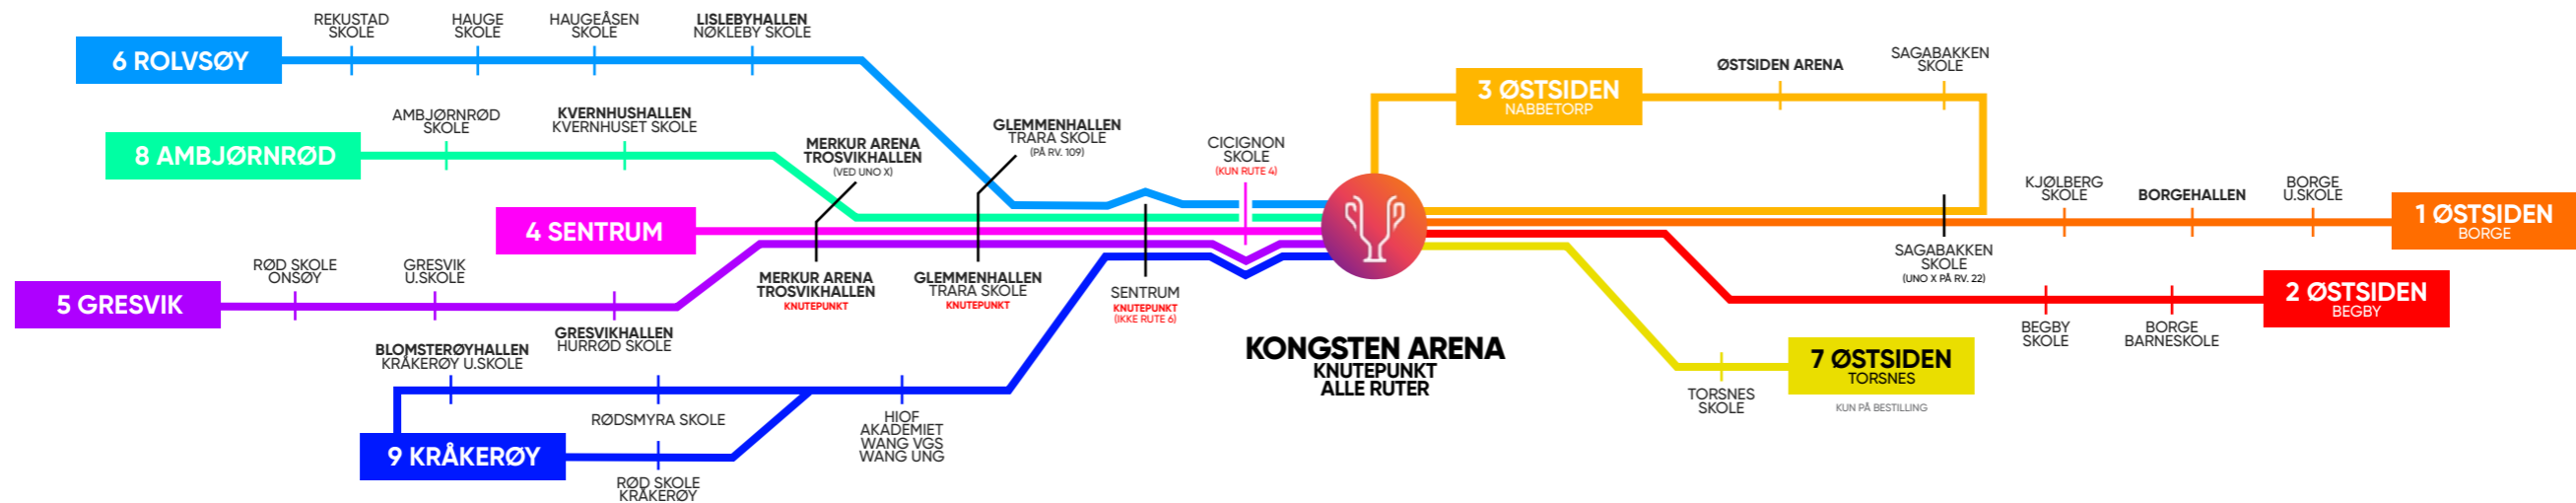 6 ROLVSØY
REKUSTAD
SKOLE
HAUGE
SKOLE
HAUGEÅSEN
SKOLE
LISLEBYHALLEN
NØKLEBY SKOLE
8 AMBJØRNRØD
AMBJØRNRØD
SKOLE
KVERNHUSHALLEN
KVERNHUSET SKOLE
MERKUR ARENA
TROSVIKHALLEN
(VED UNO X)
GLEMMENHALLEN
TRARA SKOLE
(PÅ RV. 109)
CICIGNON
SKOLE
(KUN RUTE 4)
4 SENTRUM
5 GRESVIK
RØD SKOLE
ONSØY
GRESVIK
U.SKOLE
GRESVIKHALLEN
HURRØD SKOLE
MERKUR ARENA
TROSVIKHALLEN
KNUTEPUNKT
GLEMMENHALLEN
TRARA SKOLE
KNUTEPUNKT
SENTRUM
KNUTEPUNKT
(IKKE RUTE 6)
BLOMSTERØYHALLEN
KRÅKERØY U.SKOLE
RØDSMYRA SKOLE
9 KRÅKERØY
RØD SKOLE
KRÅKERØY
HIOF
AKADEMIET
WANG VGS
WANG UNG
KONGSTEN ARENA
KNUTEPUNKT
ALLE RUTER
3 ØSTSIDEN
NABBETORP
ØSTSIDEN ARENA
SAGABAKKEN
SKOLE
SAGABAKKEN
SKOLE
(UNO X PÅ RV. 22)
KJØLBERG
SKOLE
BORGEHALLEN
BORGE
U.SKOLE
1 ØSTSIDEN
BORGE
2 ØSTSIDEN
BEGBY
BEGBY
SKOLE
BORGE
BARNESKOLE
TORSNES
SKOLE
7 ØSTSIDEN
TORSNES
KUN PÅ BESTILLING